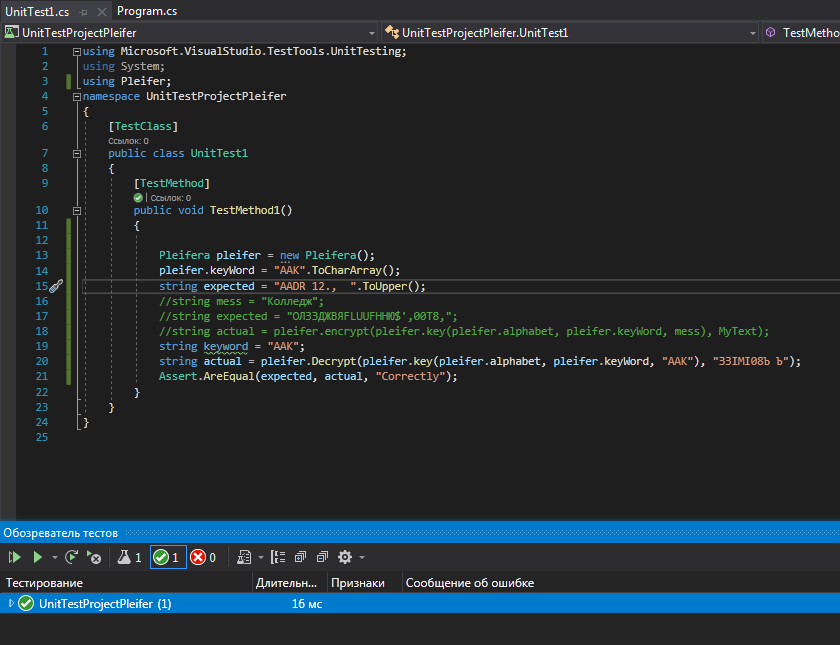 UnitTest1.cs Program.cs
UnitTestProjectPleifer UnitTestProjectPleifer.UnitTest1 TestMetho
1 using Microsoft.VisualStudio.TestTools.UnitTesting;
2 using System;
3 using Pleifer;
4 namespace UnitTestProjectPleifer
5 {
6 [TestClass]
Ссылок: 0
7 public class UnitTest1
8 {
9 [TestMethod]
| Ссылок: 0
10 public void TestMethod1()
11 {
12
13 Pleifera pleifer = new Pleifera();
14 pleifer.keyWord = "ААК".ToCharArray();
15 string expected = "AADR 12., ".ToUpper();
16 //string mess = "Колледж";
17 //string expected = "ОЛЗЗДЖВЯFLUUFHHЮ$',00T8,";
18 //string actual = pleifer.encrypt(pleifer.key(pleifer.alphabet, pleifer.keyWord, mess), MyText);
19 string keyword = "ААК";
20 string actual = pleifer.Decrypt(pleifer.key(pleifer.alphabet, pleifer.keyWord, "ААК"), "ЗЗIMI08Ь Ь");
21 Assert.AreEqual(expected, actual, "Correctly");
22 }
23 }
24 }
25
Обозреватель тестов
1 1 0
Тестирование Длительн... Признаки Сообщение об ошибке
UnitTestProjectPleifer (1) 16 мс